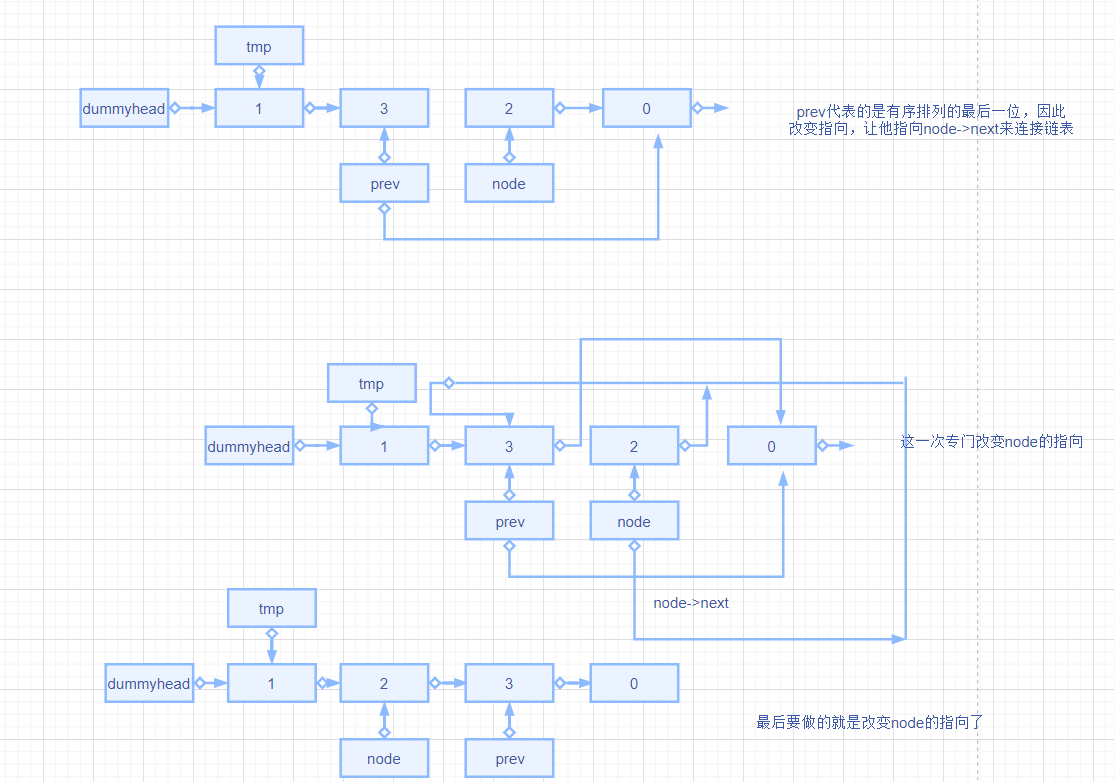 tmp
dummyhead
1
3
2
0
prev代表的是有序排列的最后一位，因此
改变指向，让他指向node->next来连接链表
prev
node
tmp
dummyhead
1
3
2
0
这一次专门改变node的指向
prev
node
node->next
tmp
dummyhead
1
2
3
0
最后要做的就是改变node的指向了
node
prev